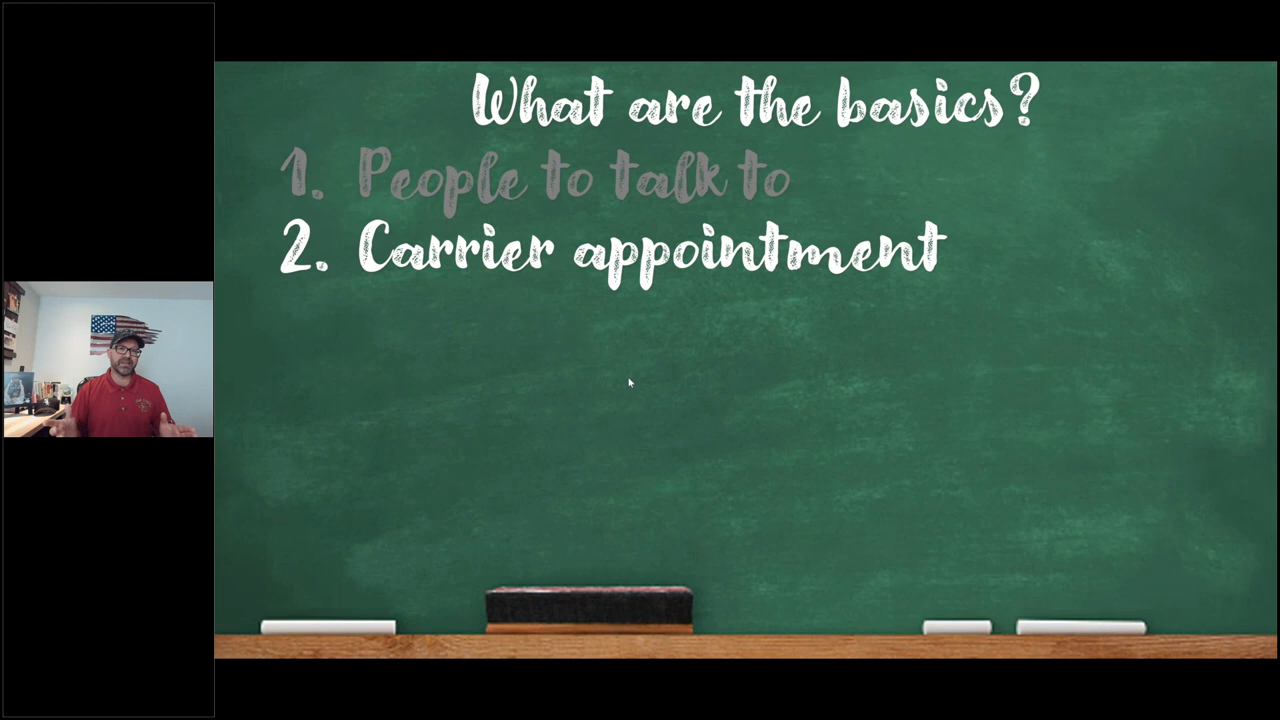 What are the basics?
1. People to talk to
2. Carrier appointment